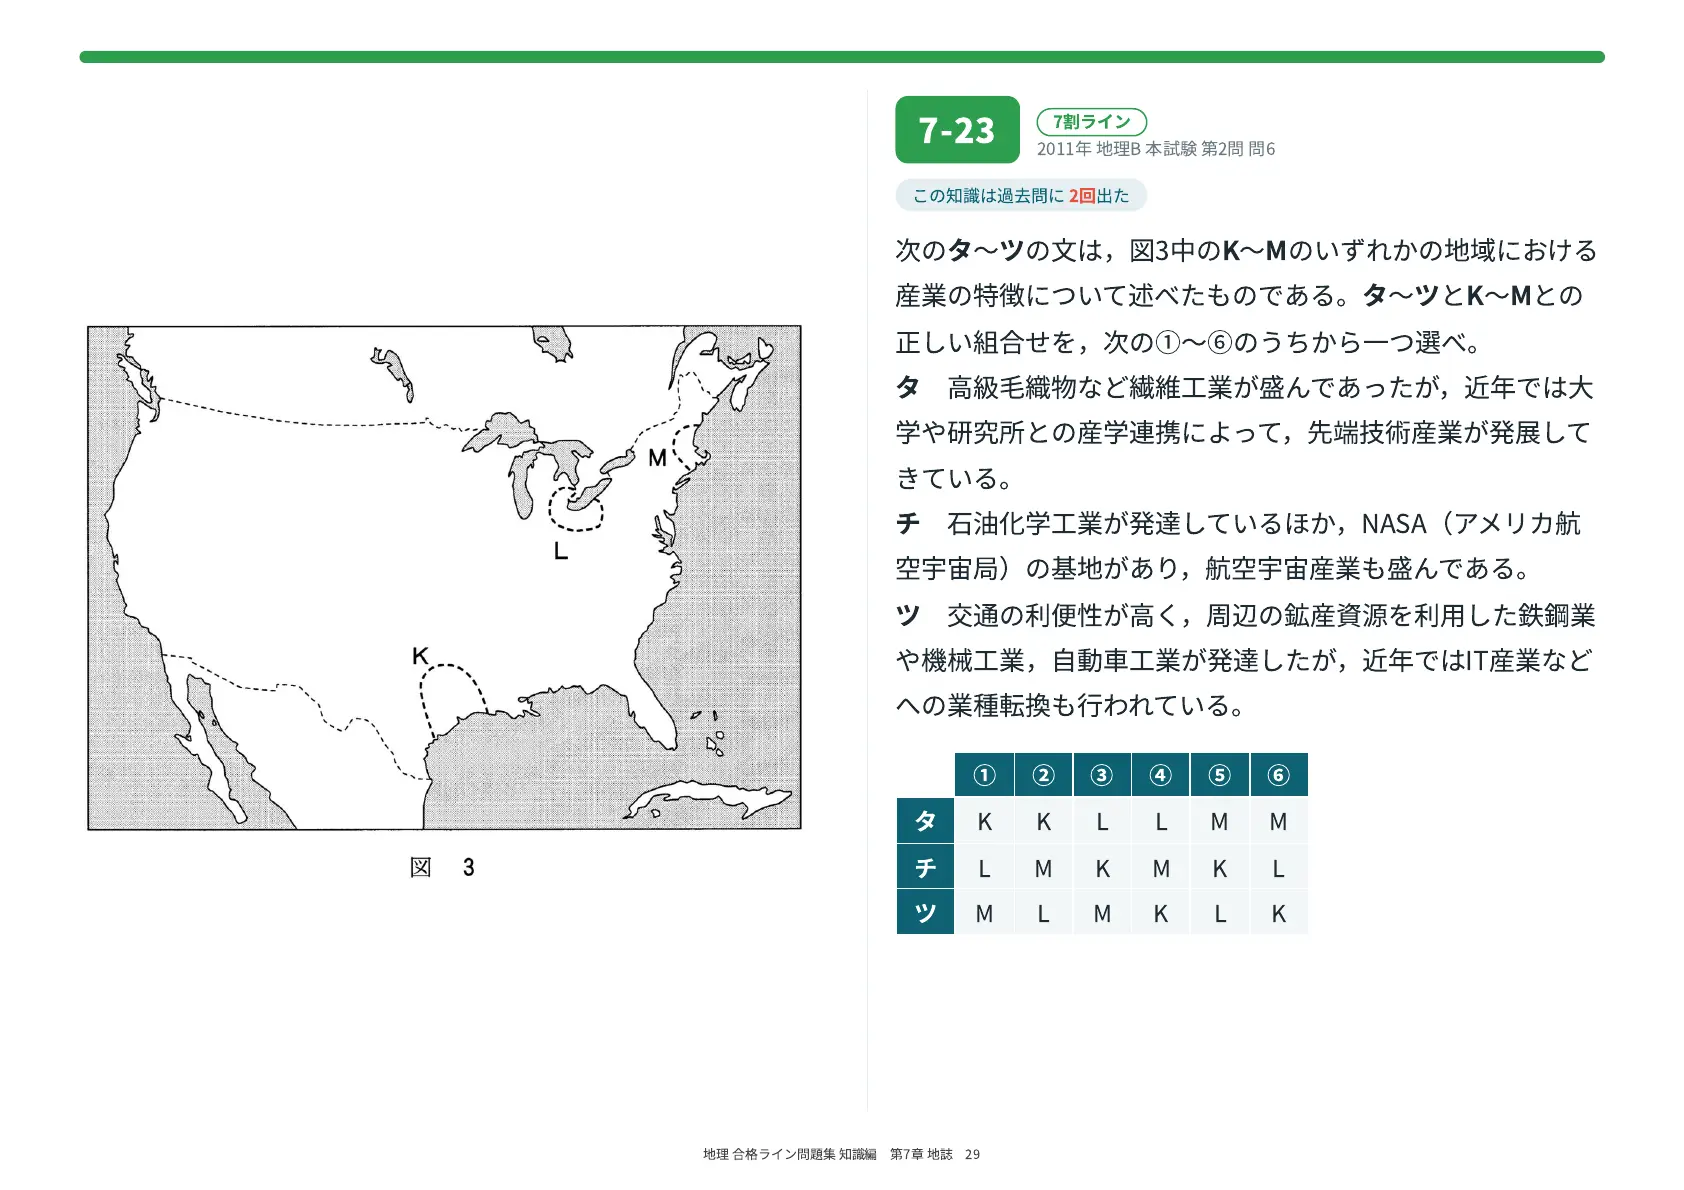 7-23
7割ライン
2011年 地理B 本試験 第2問 問6
この知識は過去問に 2回出た
次のタ～ツの文は，図3中のK～Mのいずれかの地域における
産業の特徴について述べたものである。タ～ツとK～Mとの
正しい組合せを，次の①～⑥のうちから一つ選べ。
タ　高級毛織物など繊維工業が盛んであったが，近年では大
学や研究所との産学連携によって，先端技術産業が発展して
きている。
チ　石油化学工業が発達しているほか，NASA（アメリカ航
空宇宙局）の基地があり，航空宇宙産業も盛んである。
ツ　交通の利便性が高く，周辺の鉱産資源を利用した鉄鋼業
や機械工業，自動車工業が発達したが，近年ではIT産業など
への業種転換も行われている。
① ② ③ ④ ⑤ ⑥
タ K K L L M M
チ L M K M K L
ツ M L M K L K
M
L
K
図 3
地理 合格ライン問題集 知識編　第7章 地誌　29